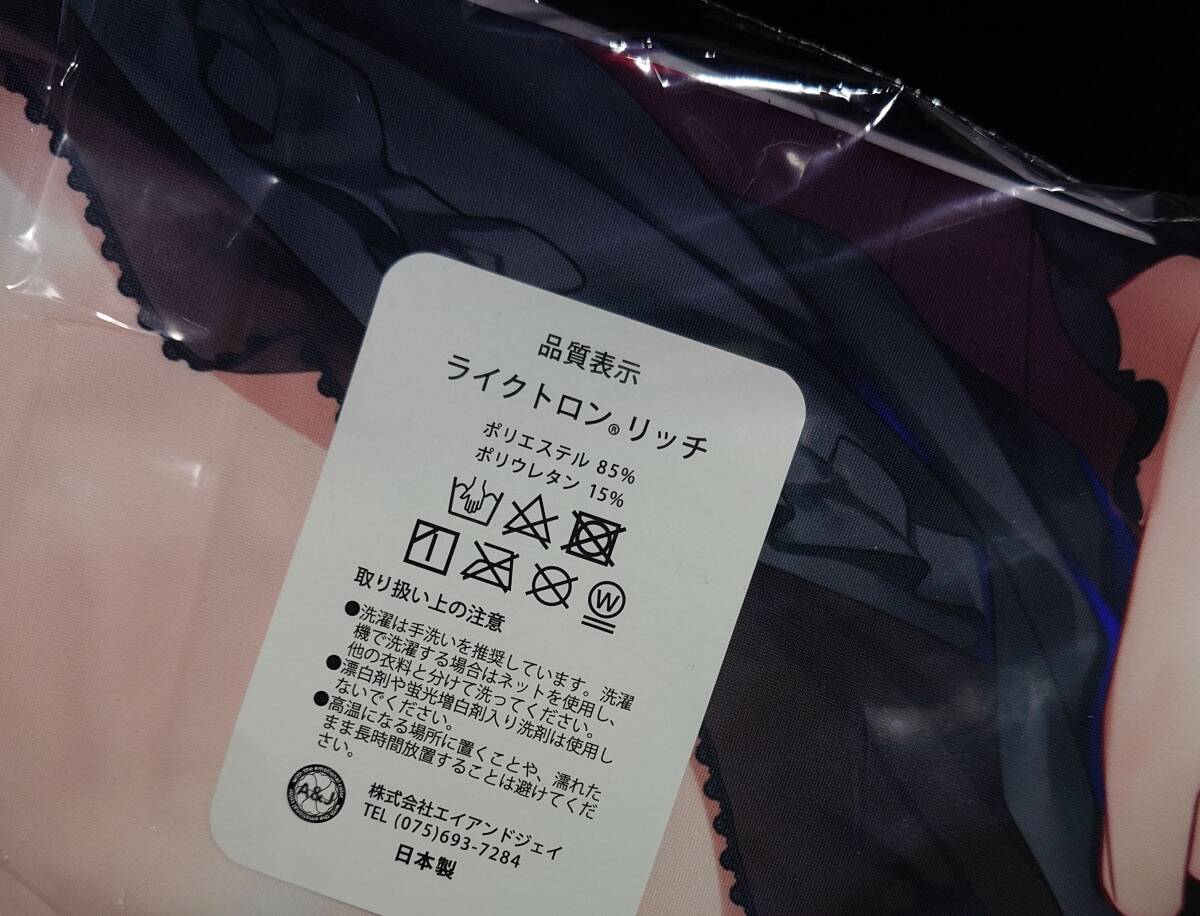 品質表示
ライクトロン®リッチ
ポリエステル 85%
ポリウレタン 15%
W
取り扱い上の注意
●洗濯は手洗いを推奨しています。洗濯
機で洗濯する場合はネットを使用し、
他の衣料と分けて洗ってください。
●漂白剤や蛍光増白剤入り洗剤は使用し
ないでください。
●高温になる場所に置くことや、濡れた
まま長時間放置することは避けてくだ
さい。
A&J
株式会社エイアンドジェイ
TEL (075)693-7284
日本製